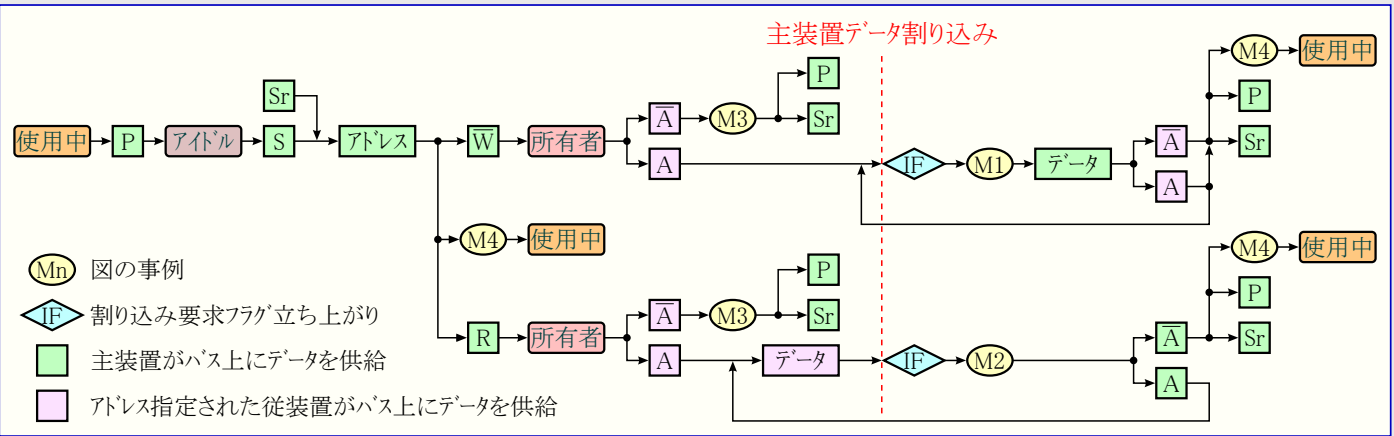 主装置データ割り込み
M4 使用中
P
Sr P
A̅ M3 Sr
使用中 P アイドル S アドレス W̅ 所有者
A IF M1 データ A̅ Sr
A
M4 使用中
Mn 図の事例
IF 割り込み要求フラグ立ち上がり
主装置がバス上にデータを供給
アドレス指定された従装置がバス上にデータを供給
M4 使用中
P
P
A̅ M3 Sr
R 所有者
A データ IF M2 A̅ Sr
A